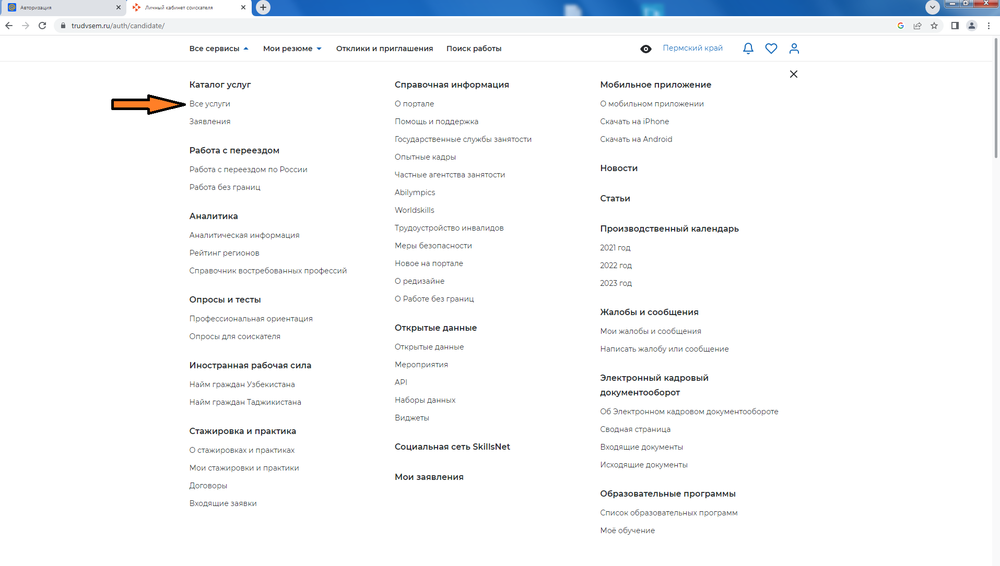 Авторизация
Личный кабинет соискателя
trudvsem.ru/auth/candidate/
Все сервисы
Мои резюме
Отклики и приглашения
Поиск работы
Пермский край
Каталог услуг
Все услуги
Заявления
Работа с переездом
Работа с переездом по России
Работа без границ
Аналитика
Аналитическая информация
Рейтинг регионов
Справочник востребованных профессий
Опросы и тесты
Профессиональная ориентация
Опросы для соискателя
Иностранная рабочая сила
Найм граждан Узбекистана
Найм граждан Таджикистана
Стажировка и практика
О стажировках и практиках
Мои стажировки и практики
Договоры
Входящие заявки
Справочная информация
О портале
Помощь и поддержка
Государственные службы занятости
Опытные кадры
Частные агентства занятости
Abilympics
Worldskills
Трудоустройство инвалидов
Меры безопасности
Новое на портале
О редизайне
О Работе без границ
Открытые данные
Открытые данные
Мероприятия
API
Наборы данных
Виджеты
Социальная сеть SkillsNet
Мои заявления
Мобильное приложение
О мобильном приложении
Скачать на iPhone
Скачать на Android
Новости
Статьи
Производственный календарь
2021 год
2022 год
2023 год
Жалобы и сообщения
Мои жалобы и сообщения
Написать жалобу или сообщение
Электронный кадровый
документооборот
Об Электронном кадровом документообороте
Сводная страница
Входящие документы
Исходящие документы
Образовательные программы
Список образовательных программ
Моё обучение